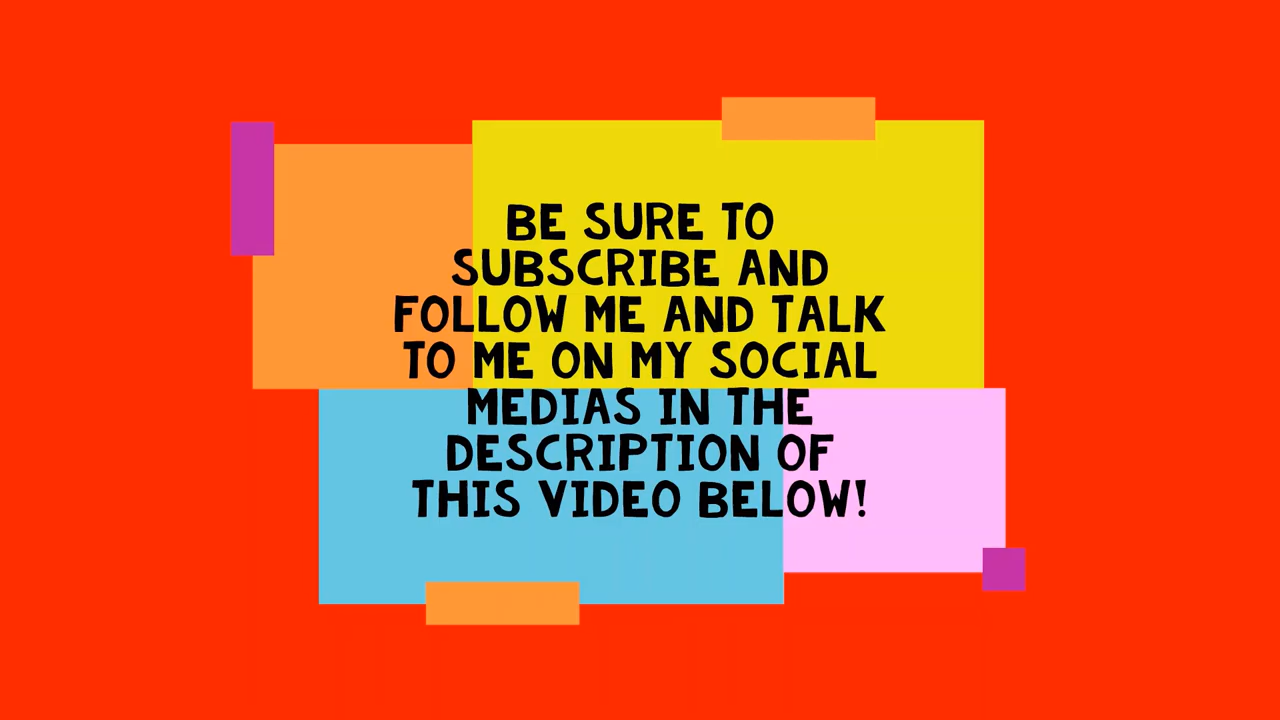 BE SURE TO
SUBSCRIBE AND
FOLLOW ME AND TALK
TO ME ON MY SOCIAL
MEDIAS IN THE
DESCRIPTION OF
THIS VIDEO BELOW!